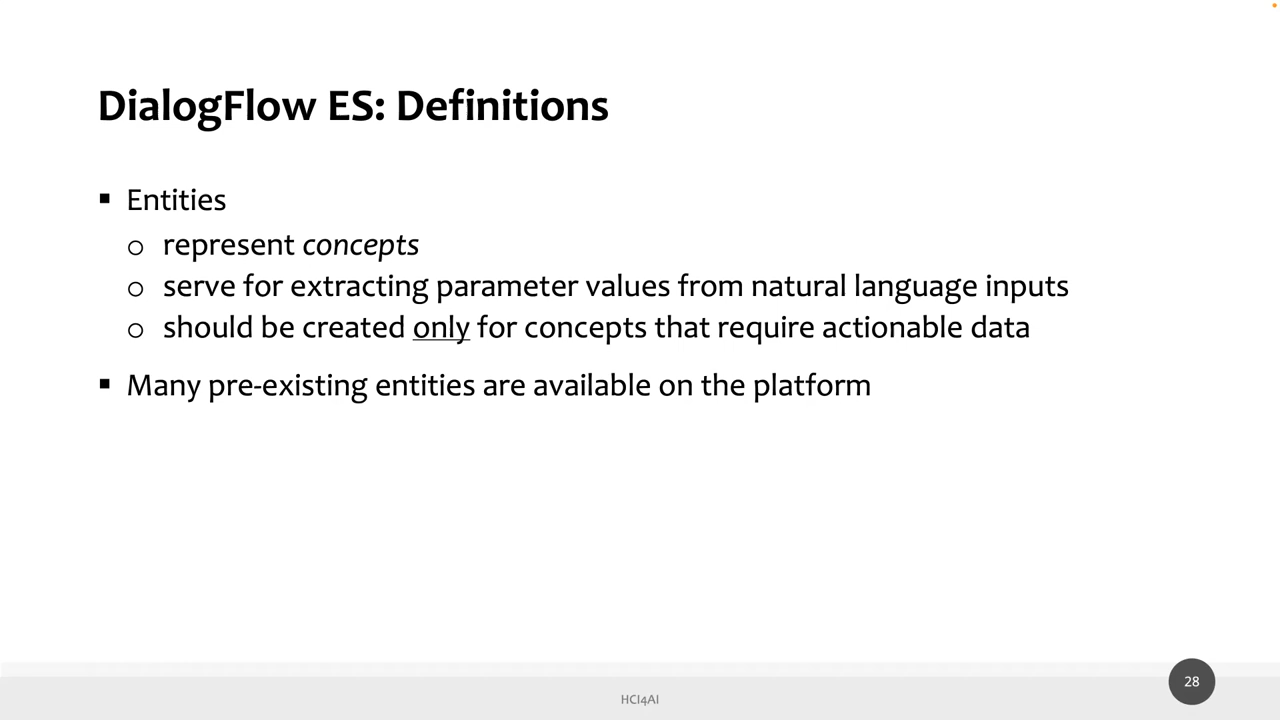 DialogFlow ES: Definitions
▪ Entities
o represent concepts
o serve for extracting parameter values from natural language inputs
o should be created only for concepts that require actionable data
▪ Many pre-existing entities are available on the platform
28
HCI4AI